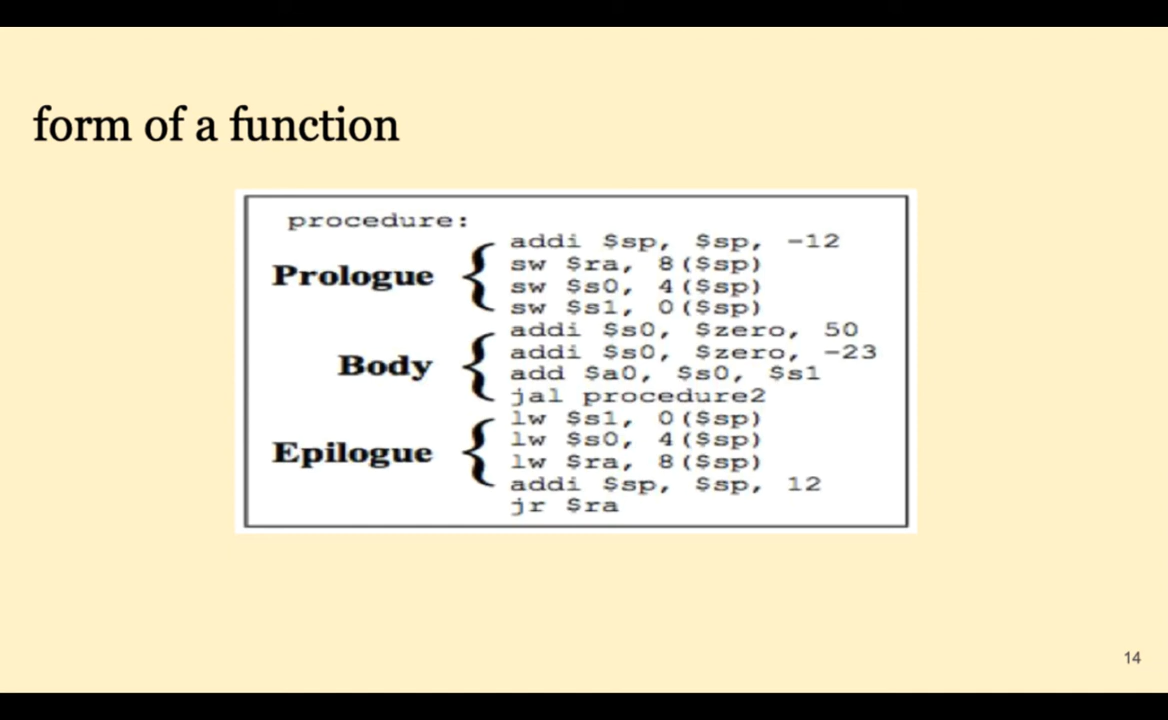 form of a function
procedure:
Prologue
addi $sp, $sp, -12
sw $ra, 8($sp)
sw $s0, 4($sp)
sw $s1, 0($sp)
Body
addi $s0, $zero, 50
addi $s0, $zero, -23
add $a0, $s0, $s1
jal procedure2
Epilogue
lw $s1, 0($sp)
lw $s0, 4($sp)
lw $ra, 8($sp)
addi $sp, $sp, 12
jr $ra
14